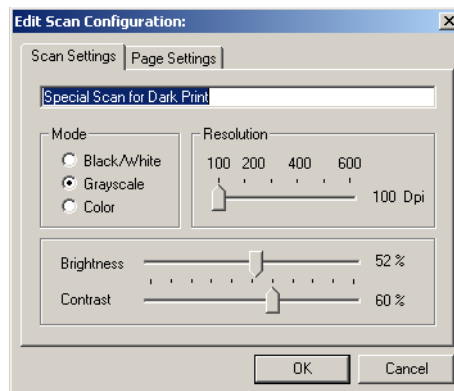 Edit Scan Configuration:
Scan Settings Page Settings
Special Scan for Dark Print
Mode
Black/White
Grayscale
Color
Resolution
100 200 400 600
100 Dpi
Brightness 52 %
Contrast 60 %
OK Cancel